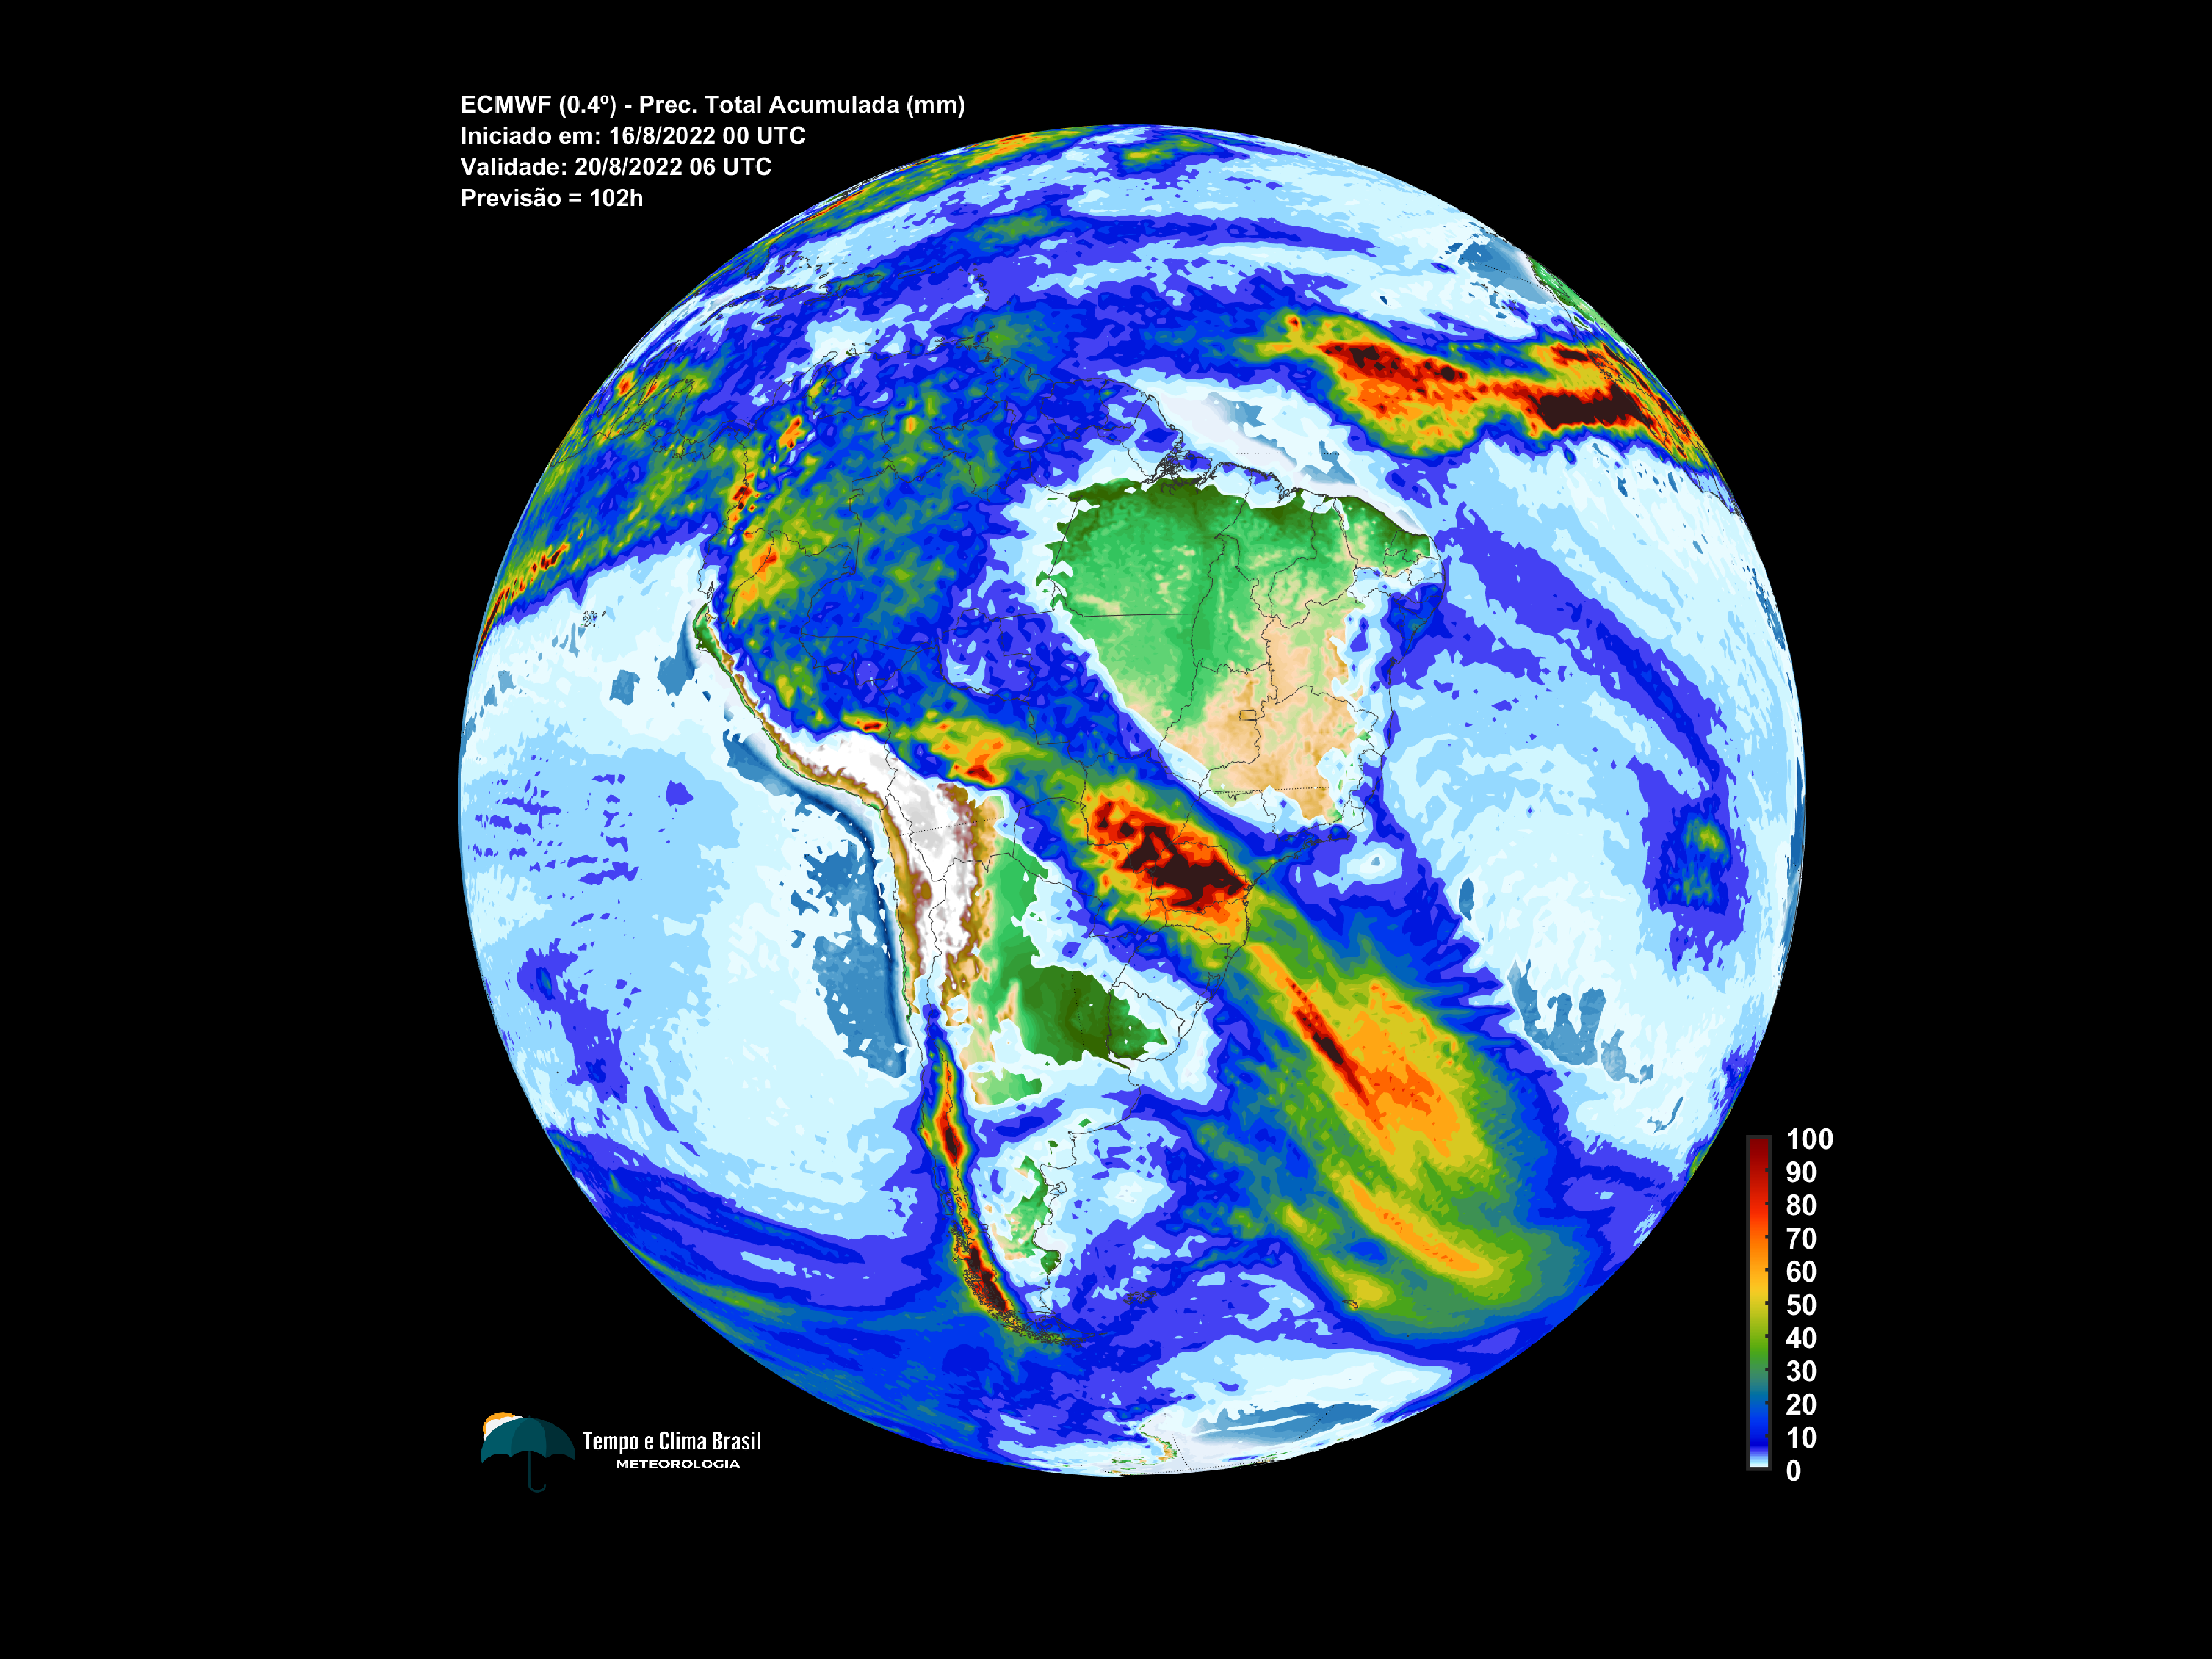 ECMWF (0.4º) - Prec. Total Acumulada (mm)
Iniciado em: 16/8/2022 00 UTC
Validade: 20/8/2022 06 UTC
Previsão = 102h
100
90
80
70
60
50
40
30
20
10
0
Tempo e Clima Brasil
METEOROLOGIA